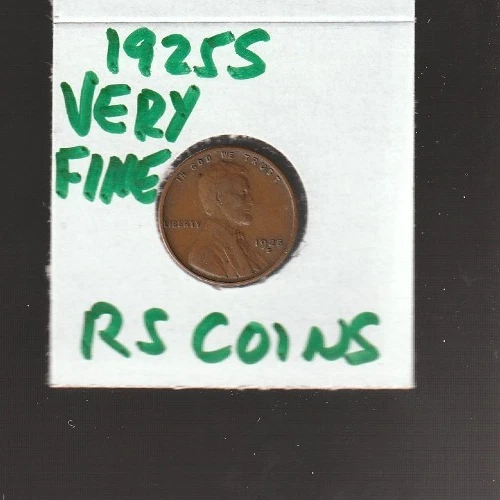 1925S
VERY
FINE
IN GOD WE TRUST
LIBERTY
1925
S
RS COINS